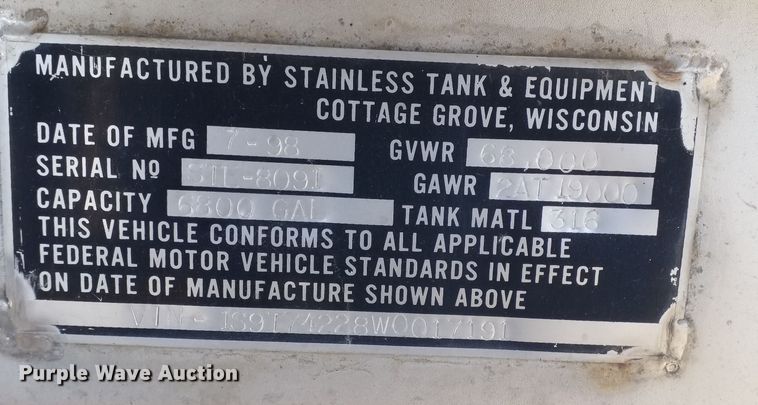 MANUFACTURED BY STAINLESS TANK & EQUIPMENT
COTTAGE GROVE, WISCONSIN
DATE OF MFG 7-98 GVWR 68,000
SERIAL Nº STE-8091 GAWR 2AT 19000
CAPACITY 6300 GAL TANK MATL 316
THIS VEHICLE CONFORMS TO ALL APPLICABLE
FEDERAL MOTOR VEHICLE STANDARDS IN EFFECT
ON DATE OF MANUFACTURE SHOWN ABOVE
VIN-
Purple Wave Auction